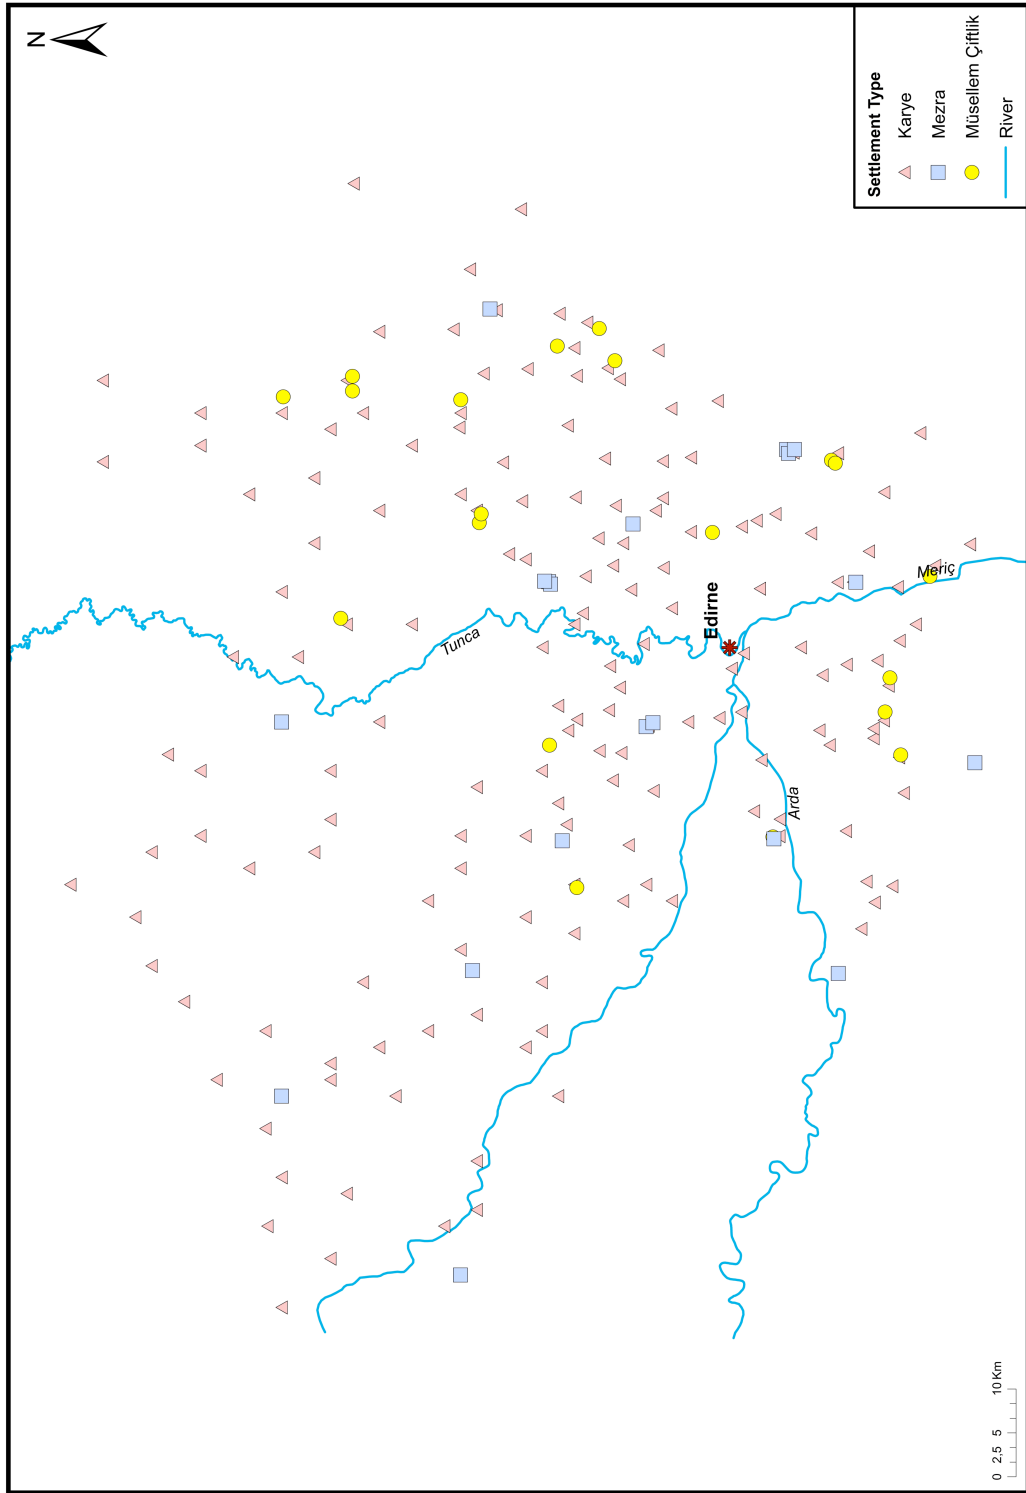 N
Tunca
Edirne
Meriç
Arda
Settlement Type
Karye
Mezra
Müsellem Çiftlik
River
0 2,5 5 10 Km